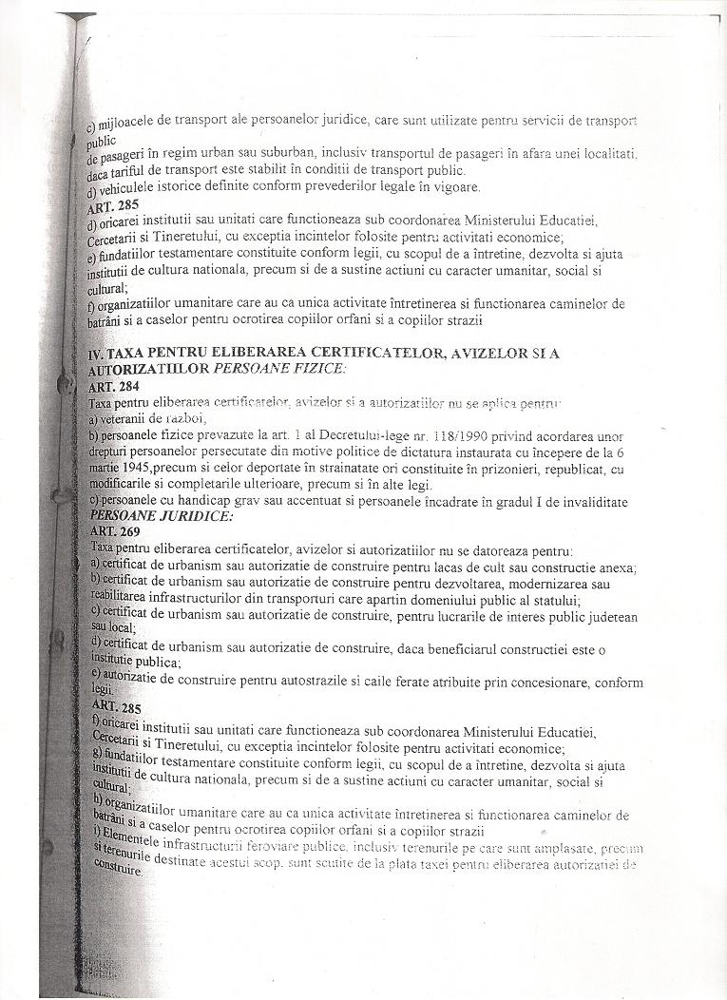 c) mijloacele de transport ale persoanelor juridice, care sunt utilizate pentru servicii de transport
public
de pasageri în regim urban sau suburban, inclusiv transportul de pasageri în afara unei localitati,
daca tariful de transport este stabilit în conditii de transport public.
d) vehiculele istorice definite conform prevederilor legale în vigoare.
ART. 285
d) oricarei institutii sau unitati care functioneaza sub coordonarea Ministerului Educatiei,
Cercetarii si Tineretului, cu exceptia incintelor folosite pentru activitati economice;
e) fundatiilor testamentare constituite conform legii, cu scopul de a întretine, dezvolta si ajuta
institutii de cultura nationala, precum si de a sustine actiuni cu caracter umanitar, social si
cultural;
f) organizatiilor umanitare care au ca unica activitate întretinerea si functionarea caminelor de
batrâni si a caselor pentru ocrotirea copiilor orfani si a copiilor strazii
IV. TAXA PENTRU ELIBERAREA CERTIFICATELOR, AVIZELOR SI A
AUTORIZATIILOR PERSOANE FIZICE:
ART. 284
Taxa pentru eliberarea certificatelor, avizelor si a autorizatiilor nu se aplica pentru:
a) veteranii de razboi,
b) persoanele fizice prevazute la art. 1 al Decretului-lege nr. 118/1990 privind acordarea unor
drepturi persoanelor persecutate din motive politice de dictatura instaurata cu începere de la 6
martie 1945,precum si celor deportate în strainatate ori constituite în prizonieri, republicat, cu
modificarile si completarile ulterioare, precum si în alte legi.
c) persoanele cu handicap grav sau accentuat si persoanele încadrate în gradul I de invaliditate
PERSOANE JURIDICE:
ART. 269
Taxa pentru eliberarea certificatelor, avizelor si autorizatiilor nu se datoreaza pentru:
a) certificat de urbanism sau autorizatie de construire pentru lacas de cult sau constructie anexa;
b) certificat de urbanism sau autorizatie de construire pentru dezvoltarea, modernizarea sau
reabilitarea infrastructurilor din transporturi care apartin domeniului public al statului;
c) certificat de urbanism sau autorizatie de construire, pentru lucrarile de interes public judetean
sau local;
d) certificat de urbanism sau autorizatie de construire, daca beneficiarul constructiei este o
institutie publica;
e) autorizatie de construire pentru autostrazile si caile ferate atribuite prin concesionare, conform
legii.
ART. 285
f) oricarei institutii sau unitati care functioneaza sub coordonarea Ministerului Educatiei,
Cercetarii si Tineretului, cu exceptia incintelor folosite pentru activitati economice;
g) fundatiilor testamentare constituite conform legii, cu scopul de a întretine, dezvolta si ajuta
institutii de cultura nationala, precum si de a sustine actiuni cu caracter umanitar, social si
cultural;
h) organizatiilor umanitare care au ca unica activitate întretinerea si functionarea caminelor de
batrâni si a caselor pentru ocrotirea copiilor orfani si a copiilor strazii
i) Elementele infrastructurii feroviare publice, inclusiv terenurile pe care sunt amplasate, precum
si terenurile destinate acestui scop, sunt scutite de la plata taxei pentru eliberarea autorizatiei de
construire.